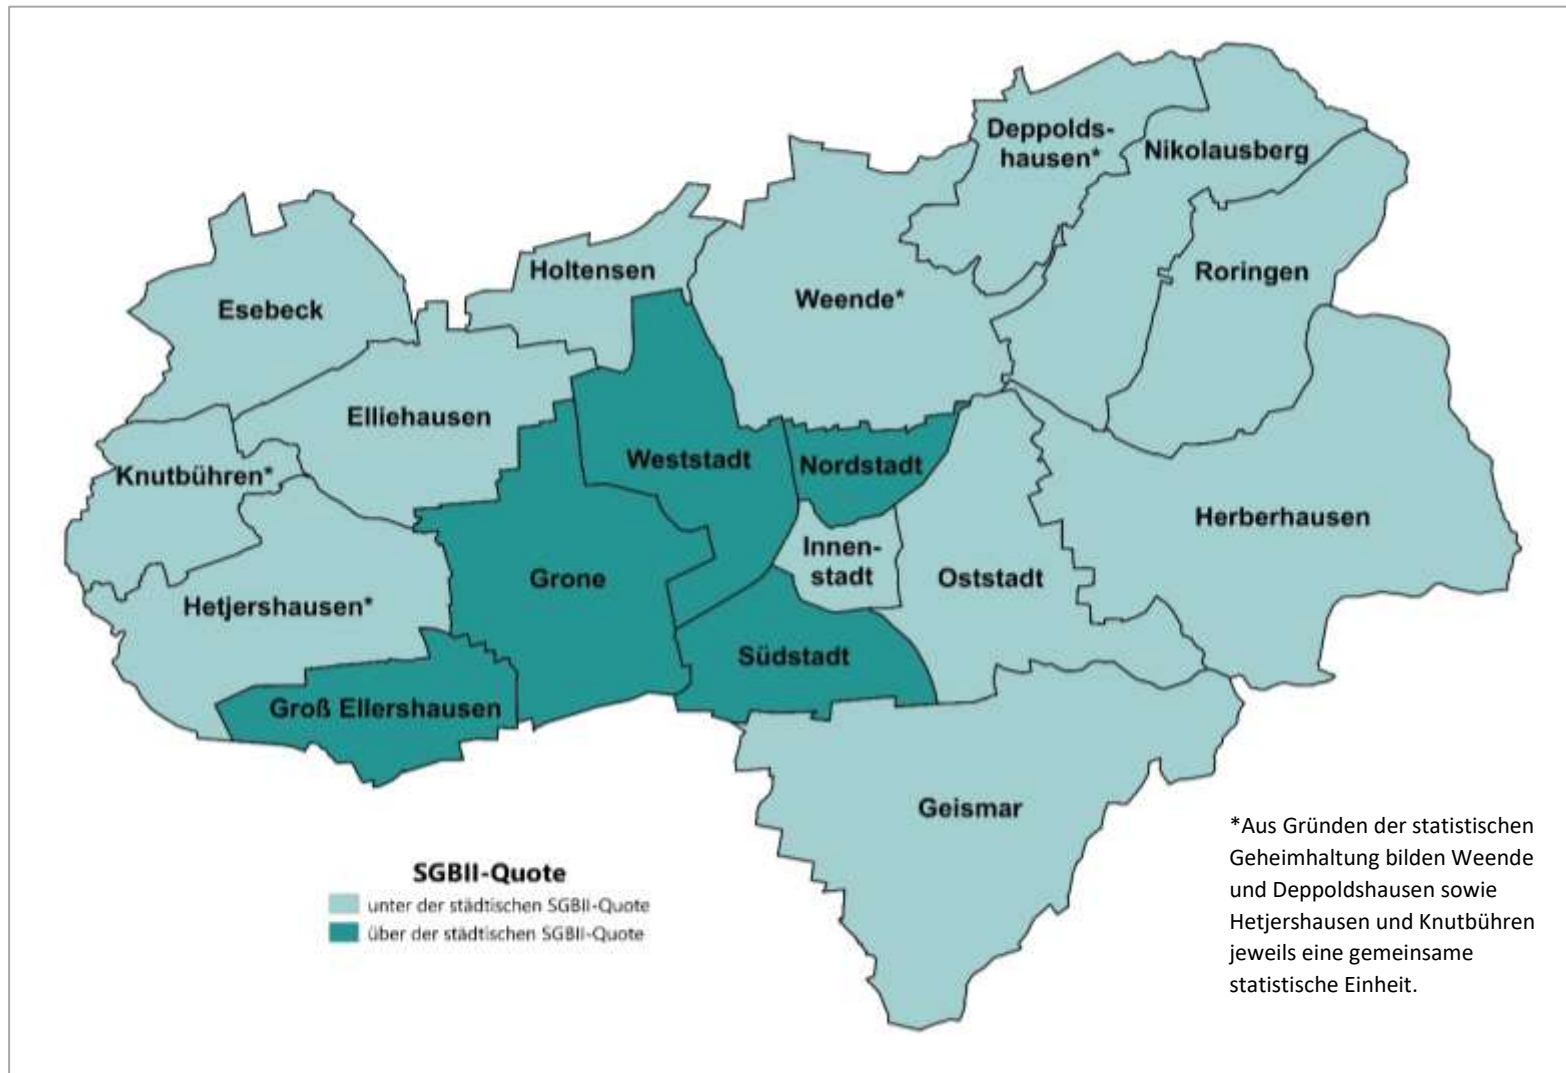 Deppolds-
hausen*
Nikolausberg
Holtensen
Roringen
Esebeck
Weende*
Elliehausen
Weststadt
Nordstadt
Knutbühren*
Herberhausen
Innen-
stadt
Grone
Oststadt
Hetjershausen*
Südstadt
Groß Ellershausen
Geismar
SGBII-Quote
unter der städtischen SGBII-Quote
über der städtischen SGBII-Quote
*Aus Gründen der statistischen
Geheimhaltung bilden Weende
und Deppoldshausen sowie
Hetjershausen und Knutbühren
jeweils eine gemeinsame
statistische Einheit.